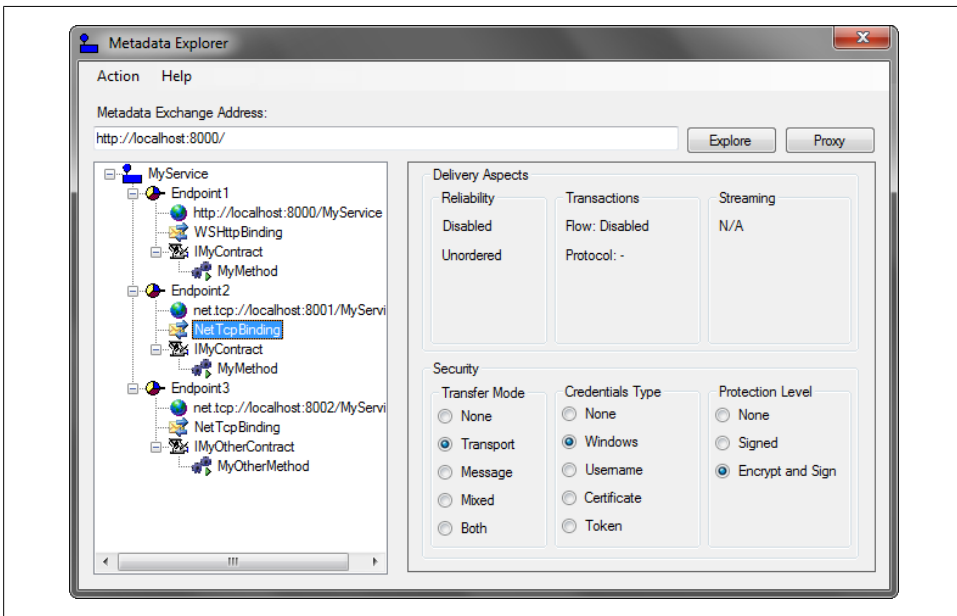 Metadata Explorer
Action Help
Metadata Exchange Address:
http://localhost:8000/
Explore Proxy
MyService
Endpoint1
http://localhost:8000/MyService
WSHttpBinding
IMyContract
MyMethod
Endpoint2
net.tcp://localhost:8001/MyServi
NetTcpBinding
IMyContract
MyMethod
Endpoint3
net.tcp://localhost:8002/MyServi
NetTcpBinding
IMyOtherContract
MyOtherMethod
Delivery Aspects
Reliability
Disabled
Unordered
Transactions
Flow: Disabled
Protocol: -
Streaming
N/A
Security
Transfer Mode
None
Transport
Message
Mixed
Both
Credentials Type
None
Windows
Username
Certificate
Token
Protection Level
None
Signed
Encrypt and Sign